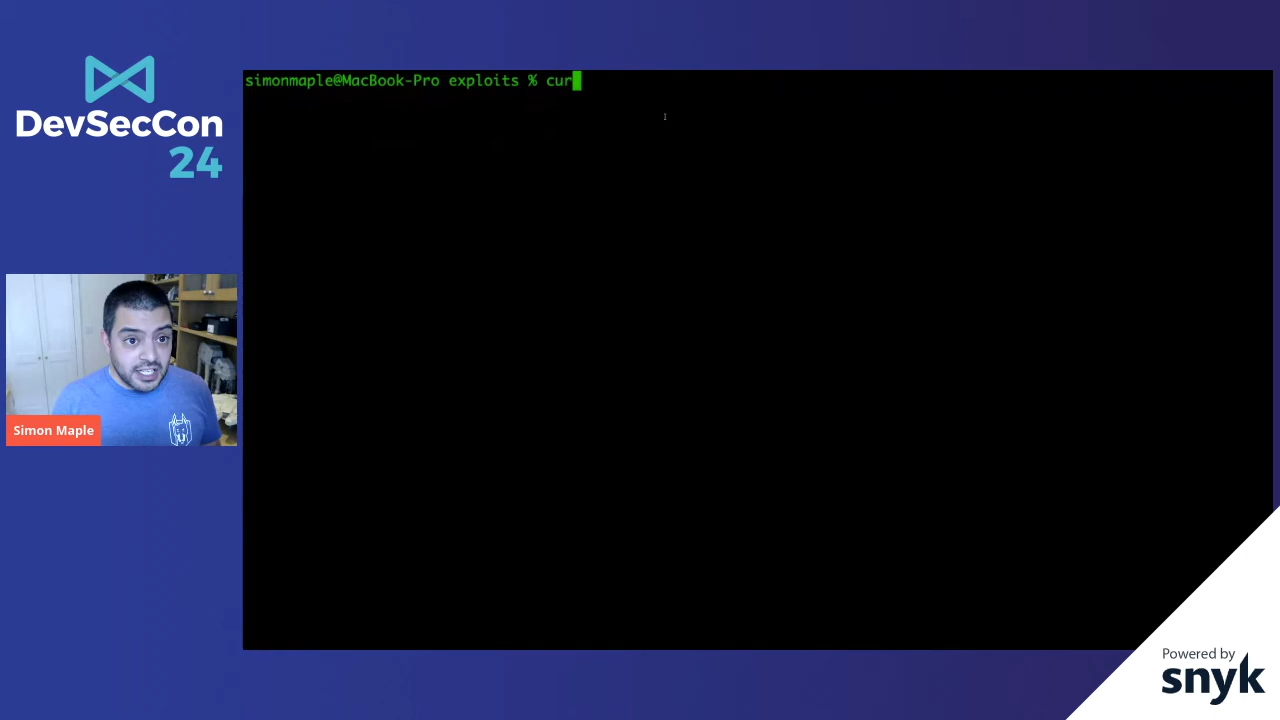 DevSecCon
24
simonmaple@MacBook-Pro exploits % cur
Simon Maple
Powered by
snyk